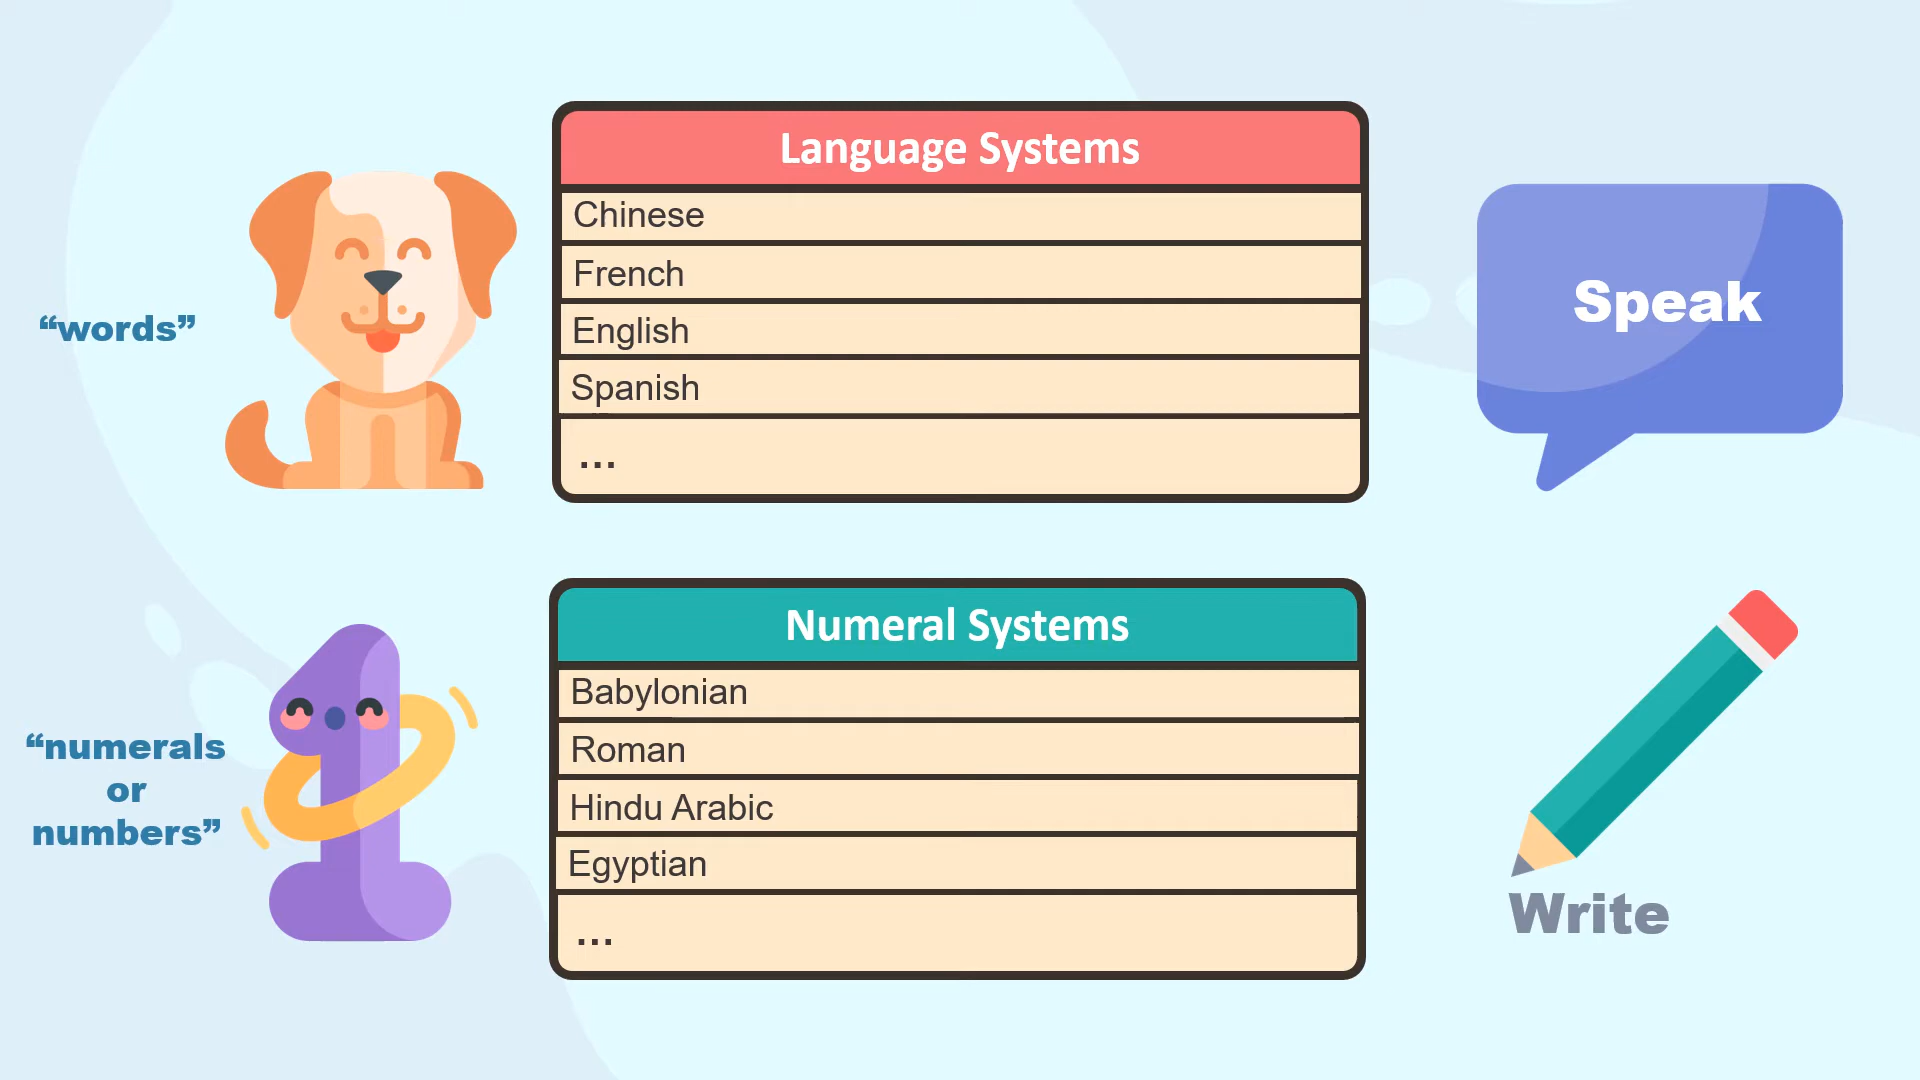 “words”
Language Systems
Chinese
French
English
Spanish
...
Speak
“numerals
or
numbers”
Numeral Systems
Babylonian
Roman
Hindu Arabic
Egyptian
...
Write